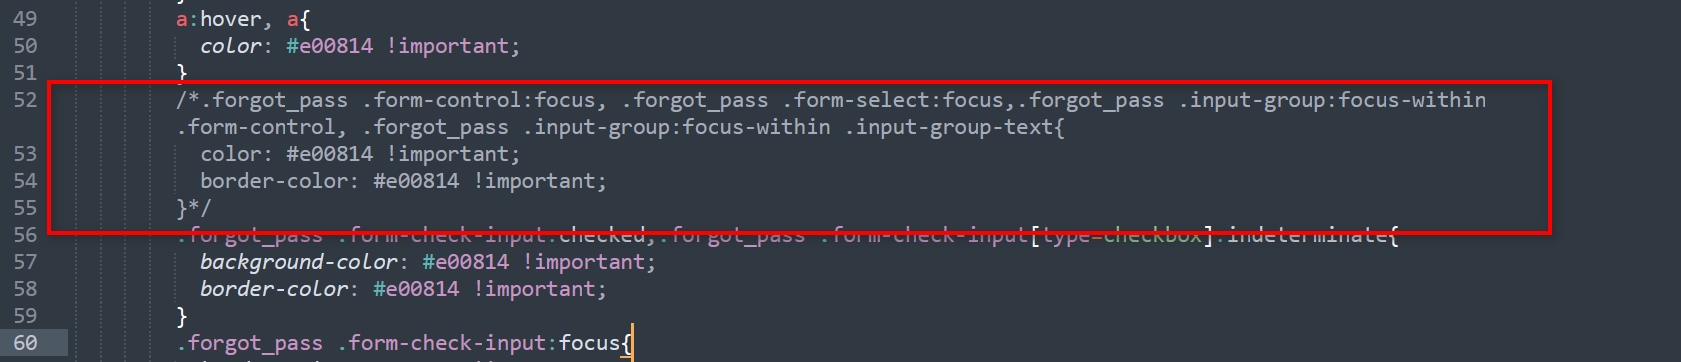 49 a:hover, a{
50 color: #e00814 !important;
51 }
52 /*.forgot_pass .form-control:focus, .forgot_pass .form-select:focus,.forgot_pass .input-group:focus-within
.form-control, .forgot_pass .input-group:focus-within .input-group-text{
53 color: #e00814 !important;
54 border-color: #e00814 !important;
55 }*/
56 .forgot_pass .form-check-input:checked,.forgot_pass .form-check-input[type=checkbox]:indeterminate{
57 background-color: #e00814 !important;
58 border-color: #e00814 !important;
59 }
60 .forgot_pass .form-check-input:focus{